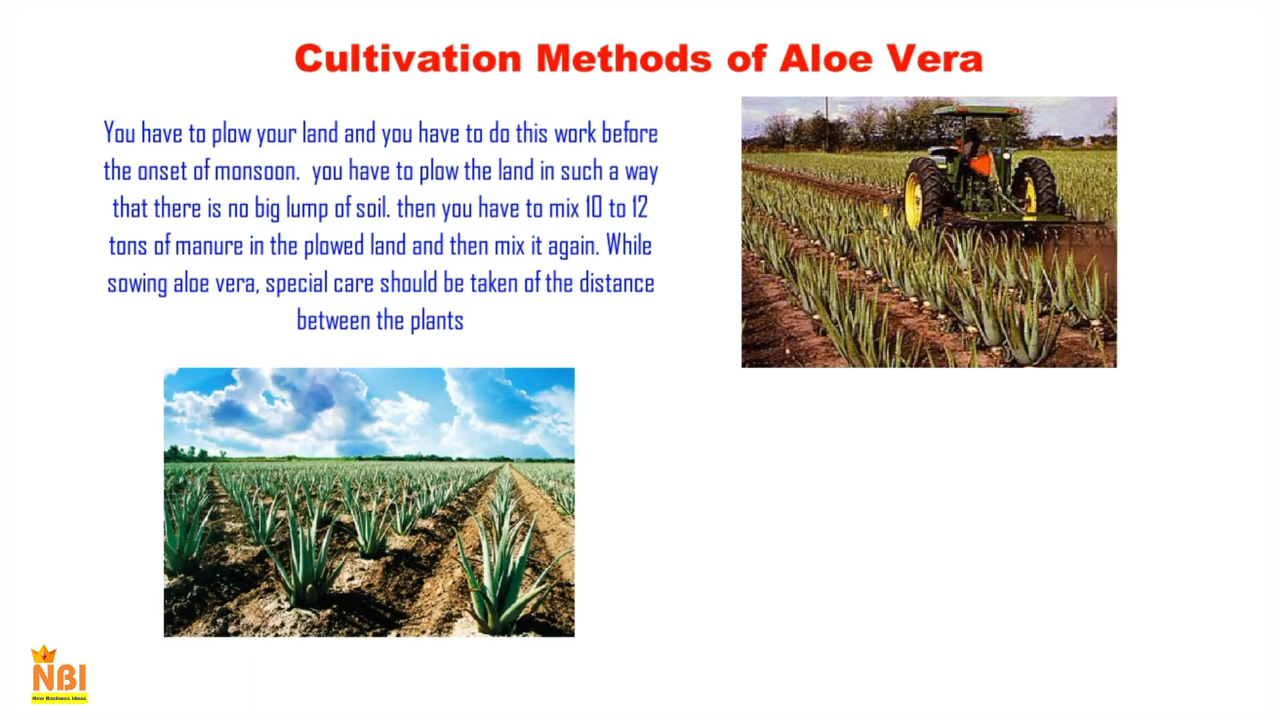 Cultivation Methods of Aloe Vera
You have to plow your land and you have to do this work before
the onset of monsoon.  you have to plow the land in such a way
that there is no big lump of soil. then you have to mix 10 to 12
tons of manure in the plowed land and then mix it again. While
sowing aloe vera, special care should be taken of the distance
between the plants
NBI
New Business Ideas